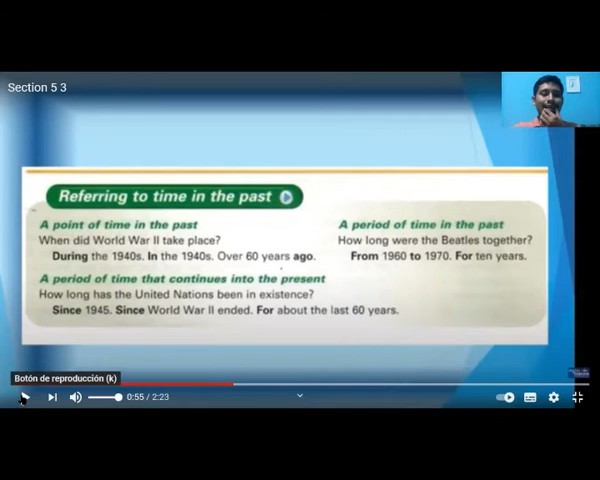 Section 5 3
Referring to time in the past
A point of time in the past
When did World War II take place?
During the 1940s. In the 1940s. Over 60 years ago.
A period of time in the past
How long were the Beatles together?
From 1960 to 1970. For ten years.
A period of time that continues into the present
How long has the United Nations been in existence?
Since 1945. Since World War II ended. For about the last 60 years.
Botón de reproducción (k)
0:55 / 2:23